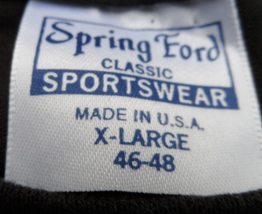 Spring Ford
CLASSIC
SPORTSWEAR
MADE IN U.S.A.
X-LARGE
46-48